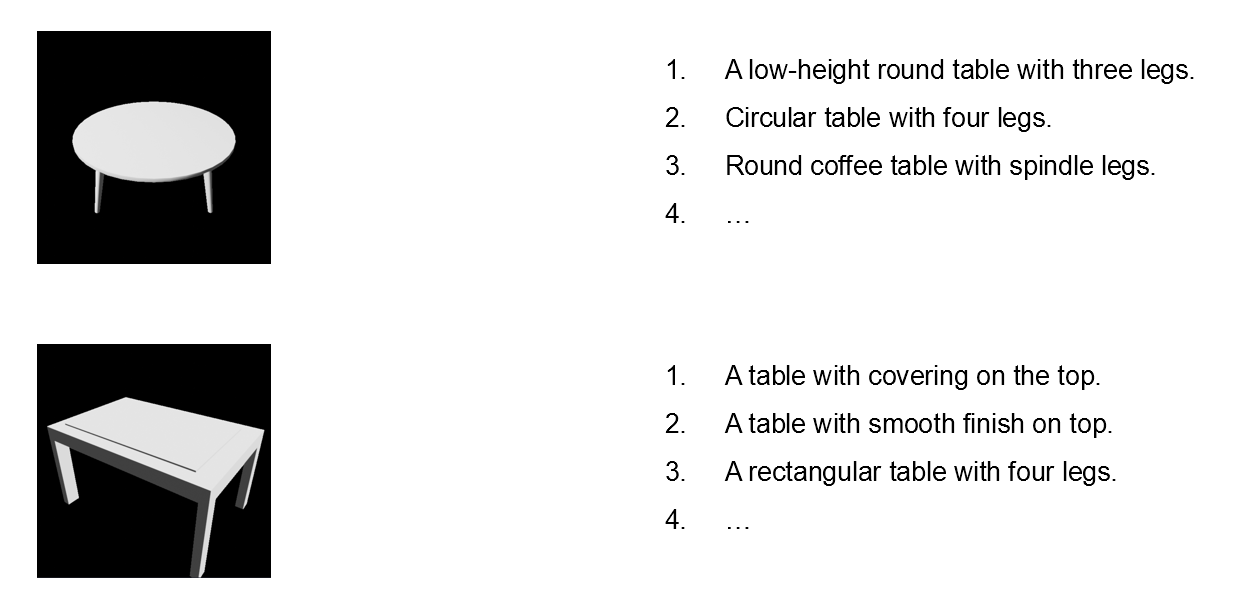 1. A low-height round table with three legs.
2. Circular table with four legs.
3. Round coffee table with spindle legs.
4. …
1. A table with covering on the top.
2. A table with smooth finish on top.
3. A rectangular table with four legs.
4. …